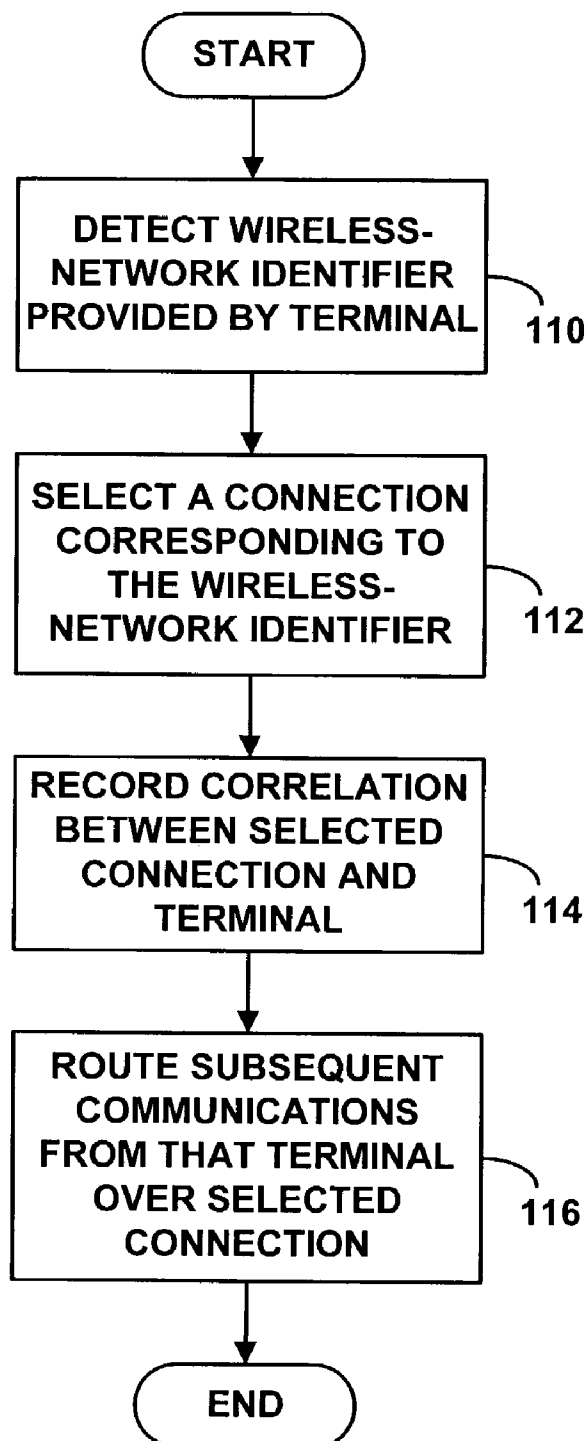 START
DETECT WIRELESS-
NETWORK IDENTIFIER
PROVIDED BY TERMINAL
110
SELECT A CONNECTION
CORRESPONDING TO
THE WIRELESS-
NETWORK IDENTIFIER
112
RECORD CORRELATION
BETWEEN SELECTED
CONNECTION AND
TERMINAL
114
ROUTE SUBSEQUENT
COMMUNICATIONS
FROM THAT TERMINAL
OVER SELECTED
CONNECTION
116
END